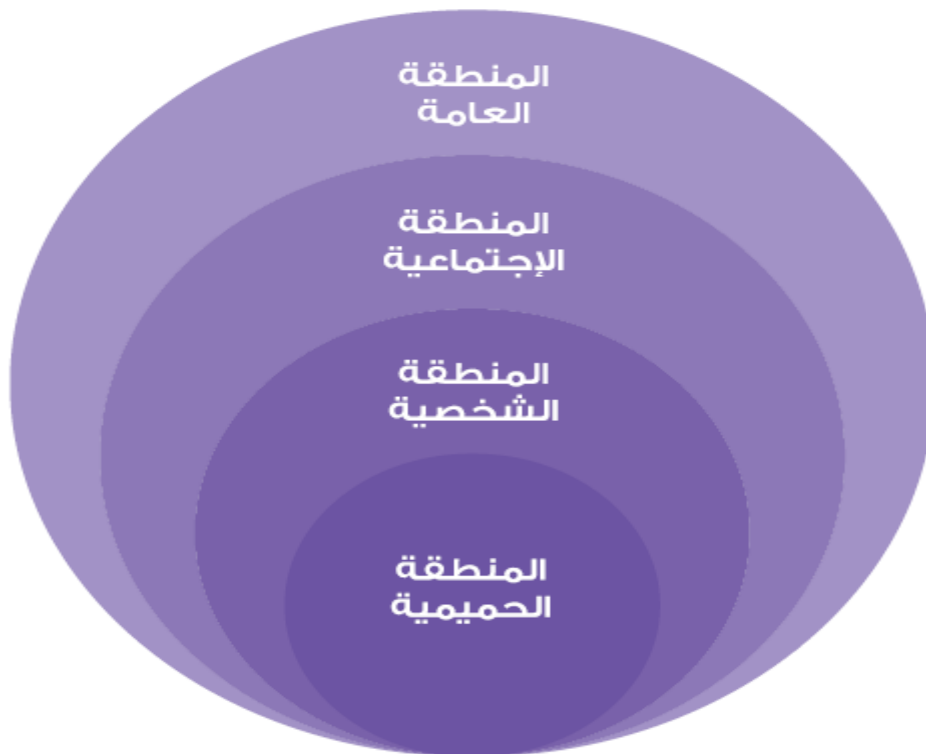 المنطقة
العامة
المنطقة
الإجتماعية
المنطقة
الشخصية
المنطقة
الحميمية